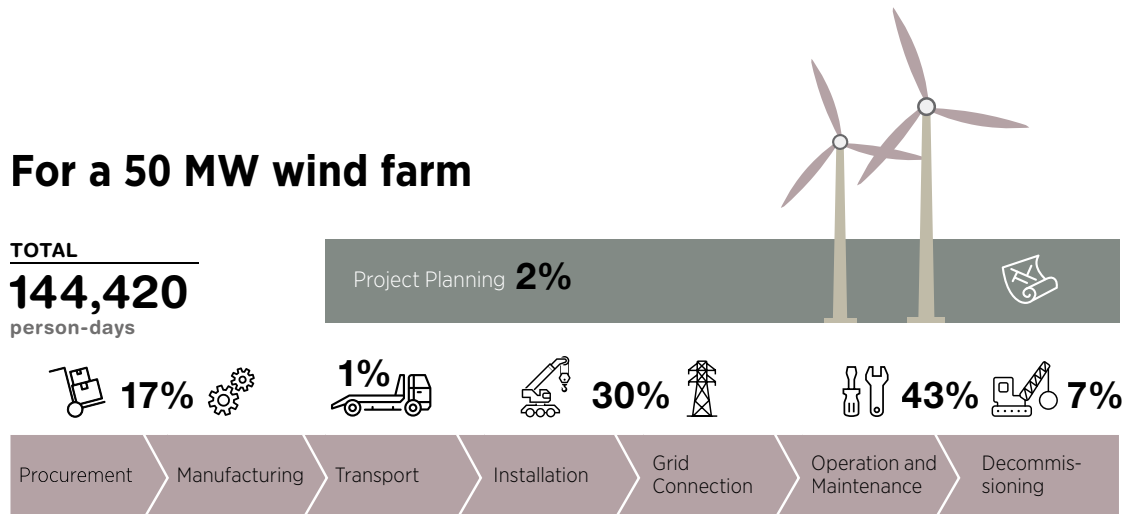 For a 50 MW wind farm
TOTAL
144,420
person-days
Project Planning 2%
17%
1%
30%
43%
7%
Procurement
Manufacturing
Transport
Installation
Grid
Connection
Operation and
Maintenance
Decommis-
sioning